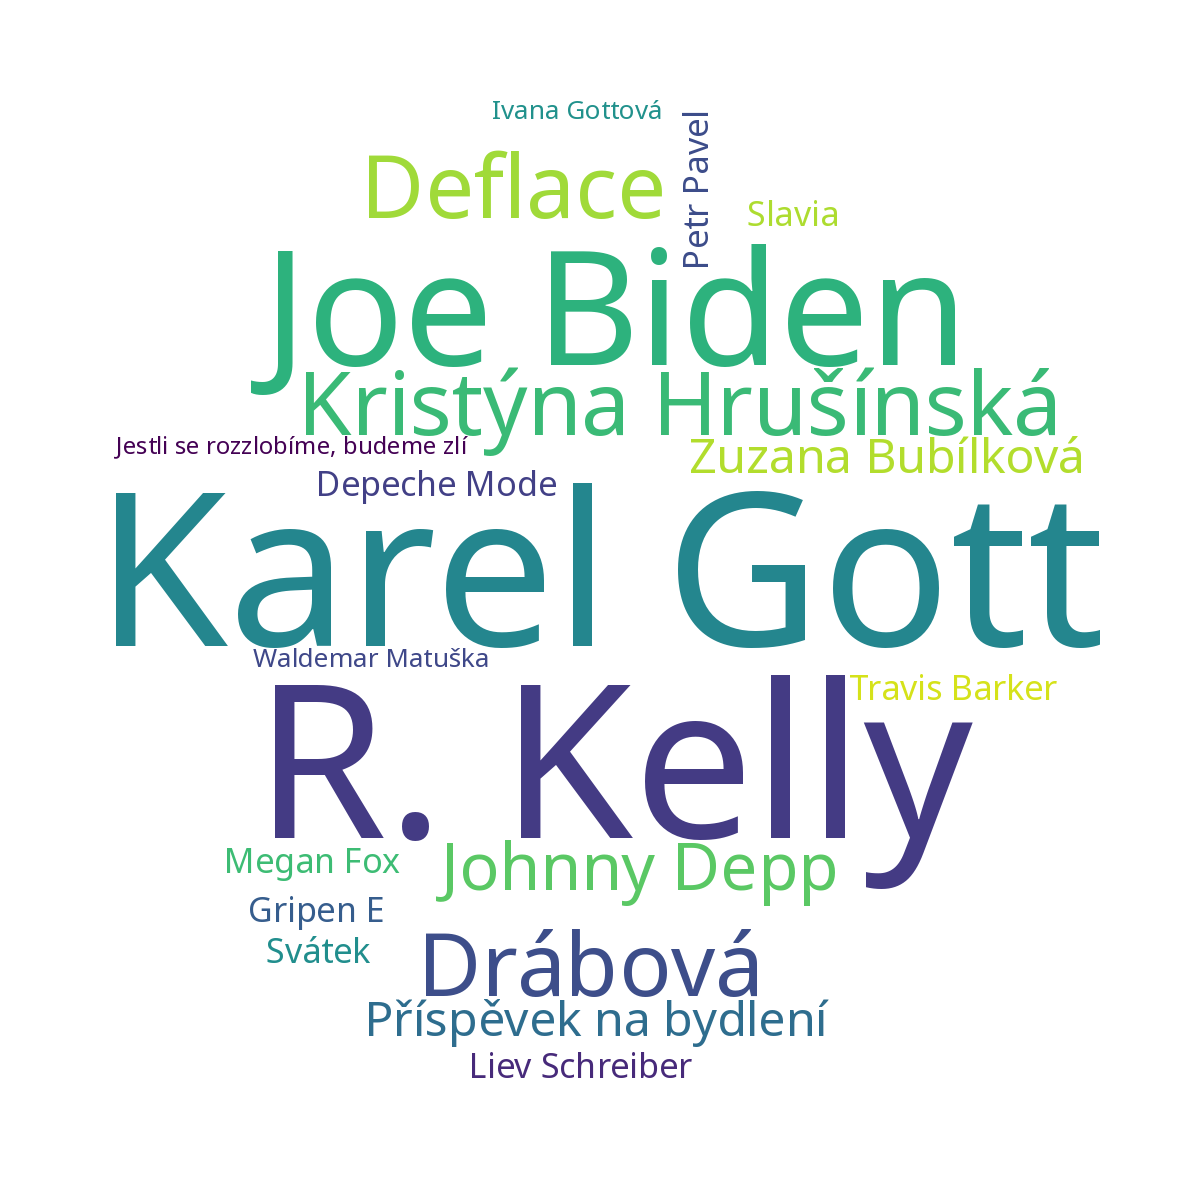 Ivana Gottová
Petr Pavel
Deflace
Slavia
Joe Biden
Kristýna Hrušínská
Jestli se rozzlobíme, budeme zlí
Zuzana Bubílková
Depeche Mode
Karel Gott
Waldemar Matuška
R. Kelly
Travis Barker
Megan Fox
Johnny Depp
Gripen E
Svátek
Drábová
Příspěvek na bydlení
Liev Schreiber